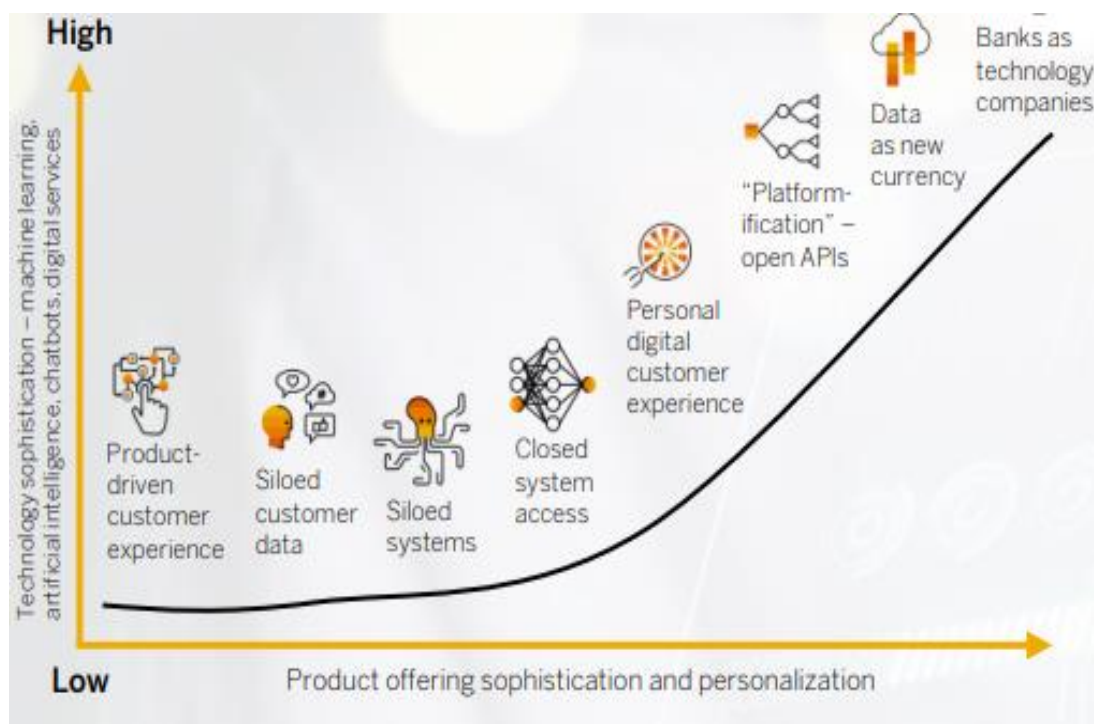 High
Banks as
technology
companies
Data
as new
currency
"Platform-
ification" –
open APIs
Personal
digital
customer
experience
Closed
system
access
Siloed
systems
Siloed
customer
data
Product-
driven
customer
experience
Technology sophistication – machine learning,
artificial intelligence, chatbots, digital services
Low
Product offering sophistication and personalization